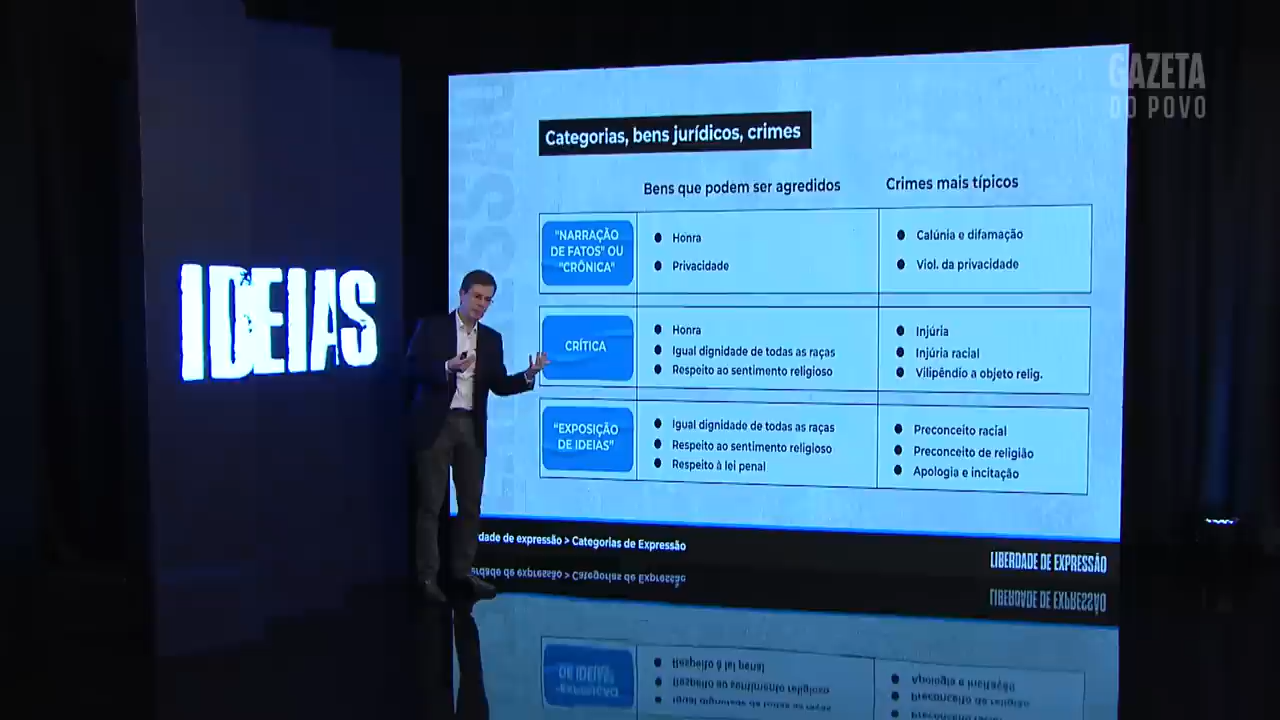 GAZETA
DO POVO
Categorias, bens jurídicos, crimes
Bens que podem ser agredidos
Crimes mais típicos
"NARRAÇÃO
DE FATOS" OU
"CRÔNICA"
● Honra
● Privacidade
● Calúnia e difamação
● Viol. da privacidade
CRÍTICA
● Honra
● Igual dignidade de todas as raças
● Respeito ao sentimento religioso
● Injúria
● Injúria racial
● Vilipêndio a objeto relig.
"EXPOSIÇÃO
DE IDEIAS"
● Igual dignidade de todas as raças
● Respeito ao sentimento religioso
● Respeito à lei penal
● Preconceito racial
● Preconceito de religião
● Apologia e incitação
IDEIAS
dade de expressão > Categorias de Expressão
LIBERDADE DE EXPRESSÃO